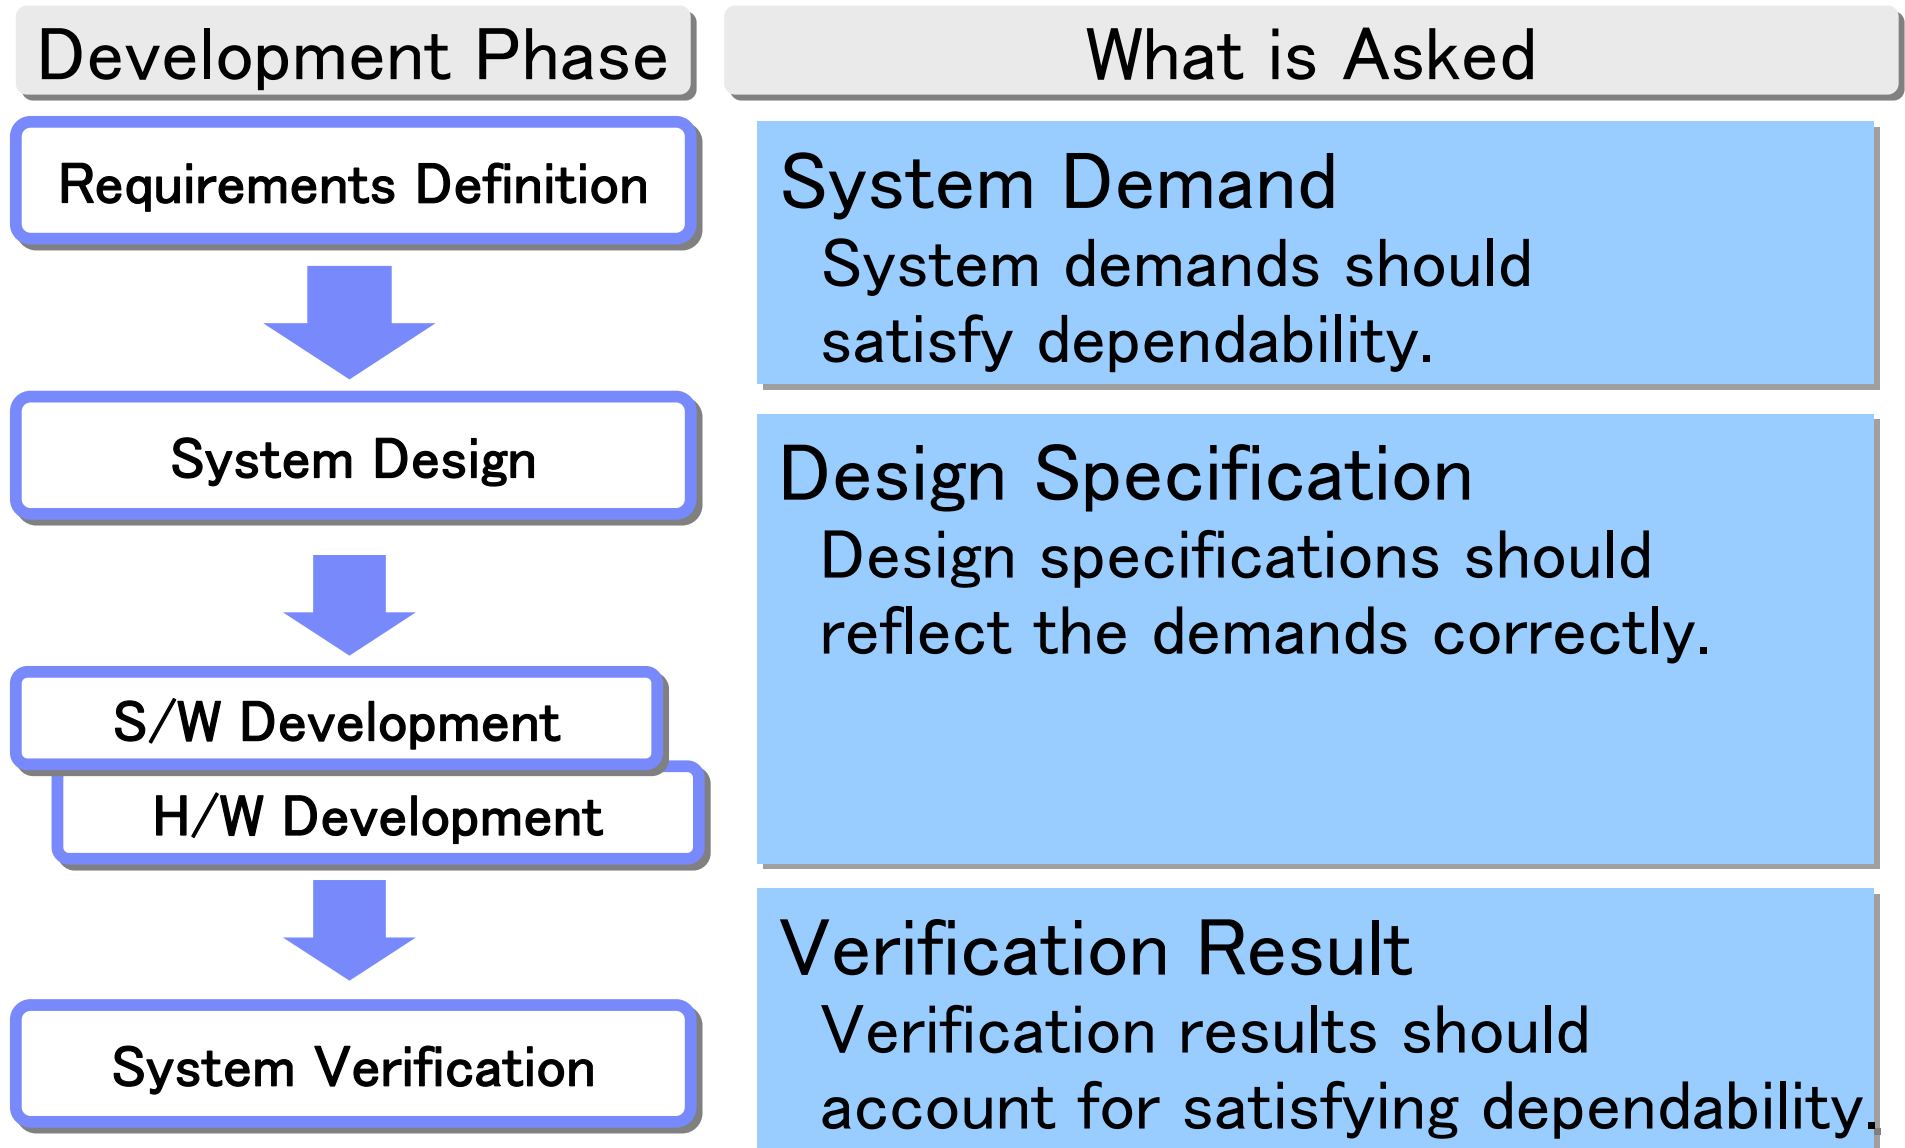 Development Phase
What is Asked
Requirements Definition
System Design
S/W Development
H/W Development
System Verification
System Demand
System demands should
satisfy dependability.
Design Specification
Design specifications should
reflect the demands correctly.
Verification Result
Verification results should
account for satisfying dependability.